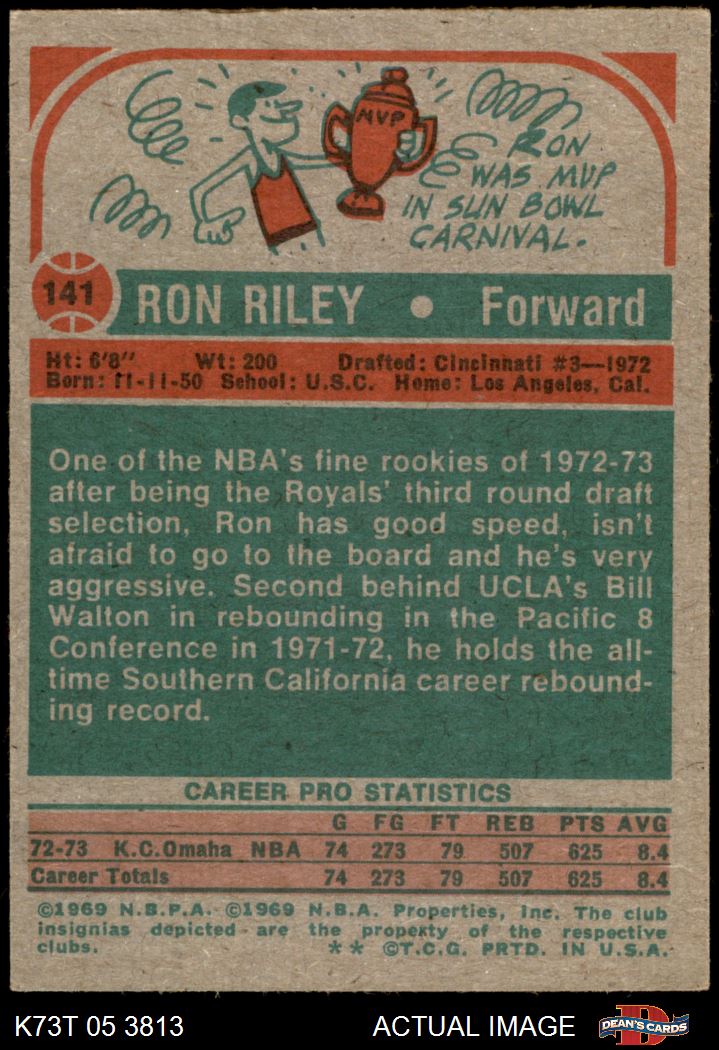 MVP
RON
WAS MVP
IN SUN BOWL
CARNIVAL.
141
RON RILEY • Forward
Ht: 6'8" Wt: 200 Drafted: Cincinnati #3—1972
Born: 11-11-50 School: U.S.C. Home: Los Angeles, Cal.
One of the NBA's fine rookies of 1972-73
after being the Royals' third round draft
selection, Ron has good speed, isn't
afraid to go to the board and he's very
aggressive. Second behind UCLA's Bill
Walton in rebounding in the Pacific 8
Conference in 1971-72, he holds the all-
time Southern California career rebound-
ing record.
CAREER PRO STATISTICS
G FG FT REB PTS AVG
72-73 K.C.Omaha NBA 74 273 79 507 625 8.4
Career Totals 74 273 79 507 625 8.4
©1969 N.B.P.A. ©1969 N.B.A. Properties, Inc. The club
insignias depicted are the property of the respective
clubs. ** ©T.C.G. PRTD. IN U.S.A.
K73T 05 3813 ACTUAL IMAGE D DEAN'S CARDS